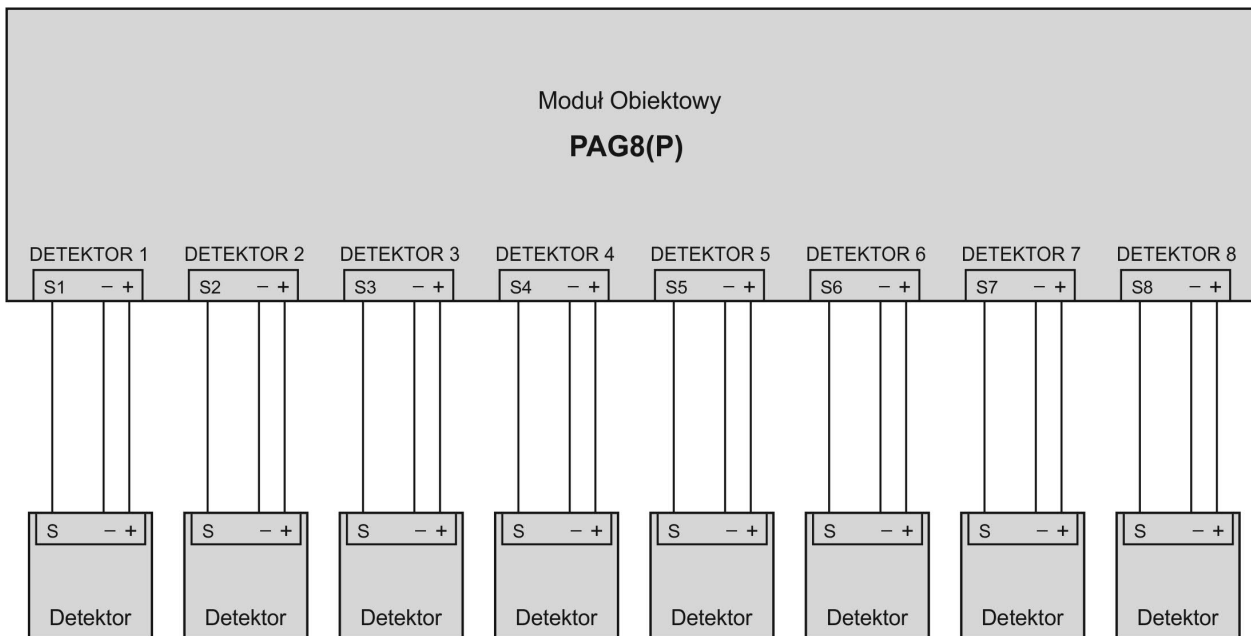 Moduł Obiektowy
PAG8(P)
DETEKTOR 1 DETEKTOR 2 DETEKTOR 3 DETEKTOR 4 DETEKTOR 5 DETEKTOR 6 DETEKTOR 7 DETEKTOR 8
S1 − + S2 − + S3 − + S4 − + S5 − + S6 − + S7 − + S8 − +
S − + S − + S − + S − + S − + S − + S − + S − +
Detektor Detektor Detektor Detektor Detektor Detektor Detektor Detektor